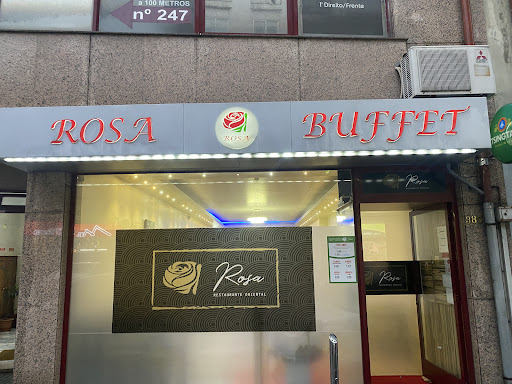 a 100 METROS
nº 247
1º Direito/Frente
ROSA
ROSA
BUFFET
Rosa
Rosa
RESTAURANTE ORIENTAL
Rosa